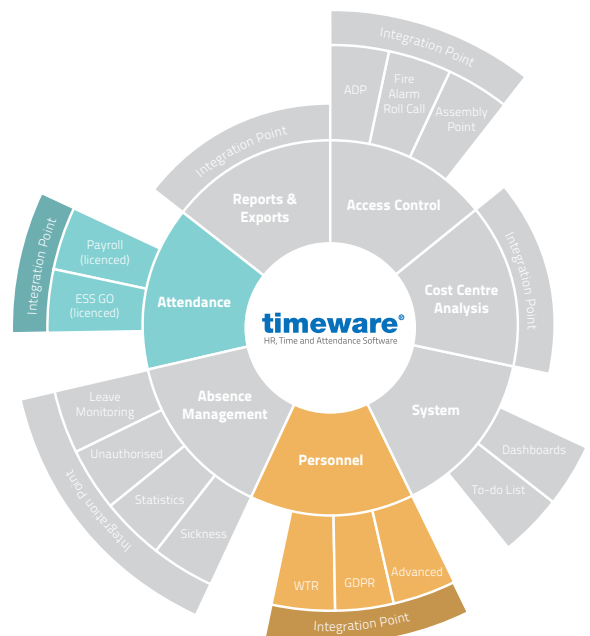 Integration Point
ADP
Fire
Alarm
Roll Call
Assembly
Point
Integration Point
Reports &
Exports
Access Control
Integration Point
Payroll
(licenced)
ESS GO
(licenced)
Integration Point
Attendance
Cost Centre
Analysis
timeware®
HR, Time and Attendance Software
Absence
Management
System
Leave
Monitoring
Unauthorised
Statistics
Sickness
Integration Point
Personnel
Dashboards
To-do List
WTR
GDPR
Advanced
Integration Point